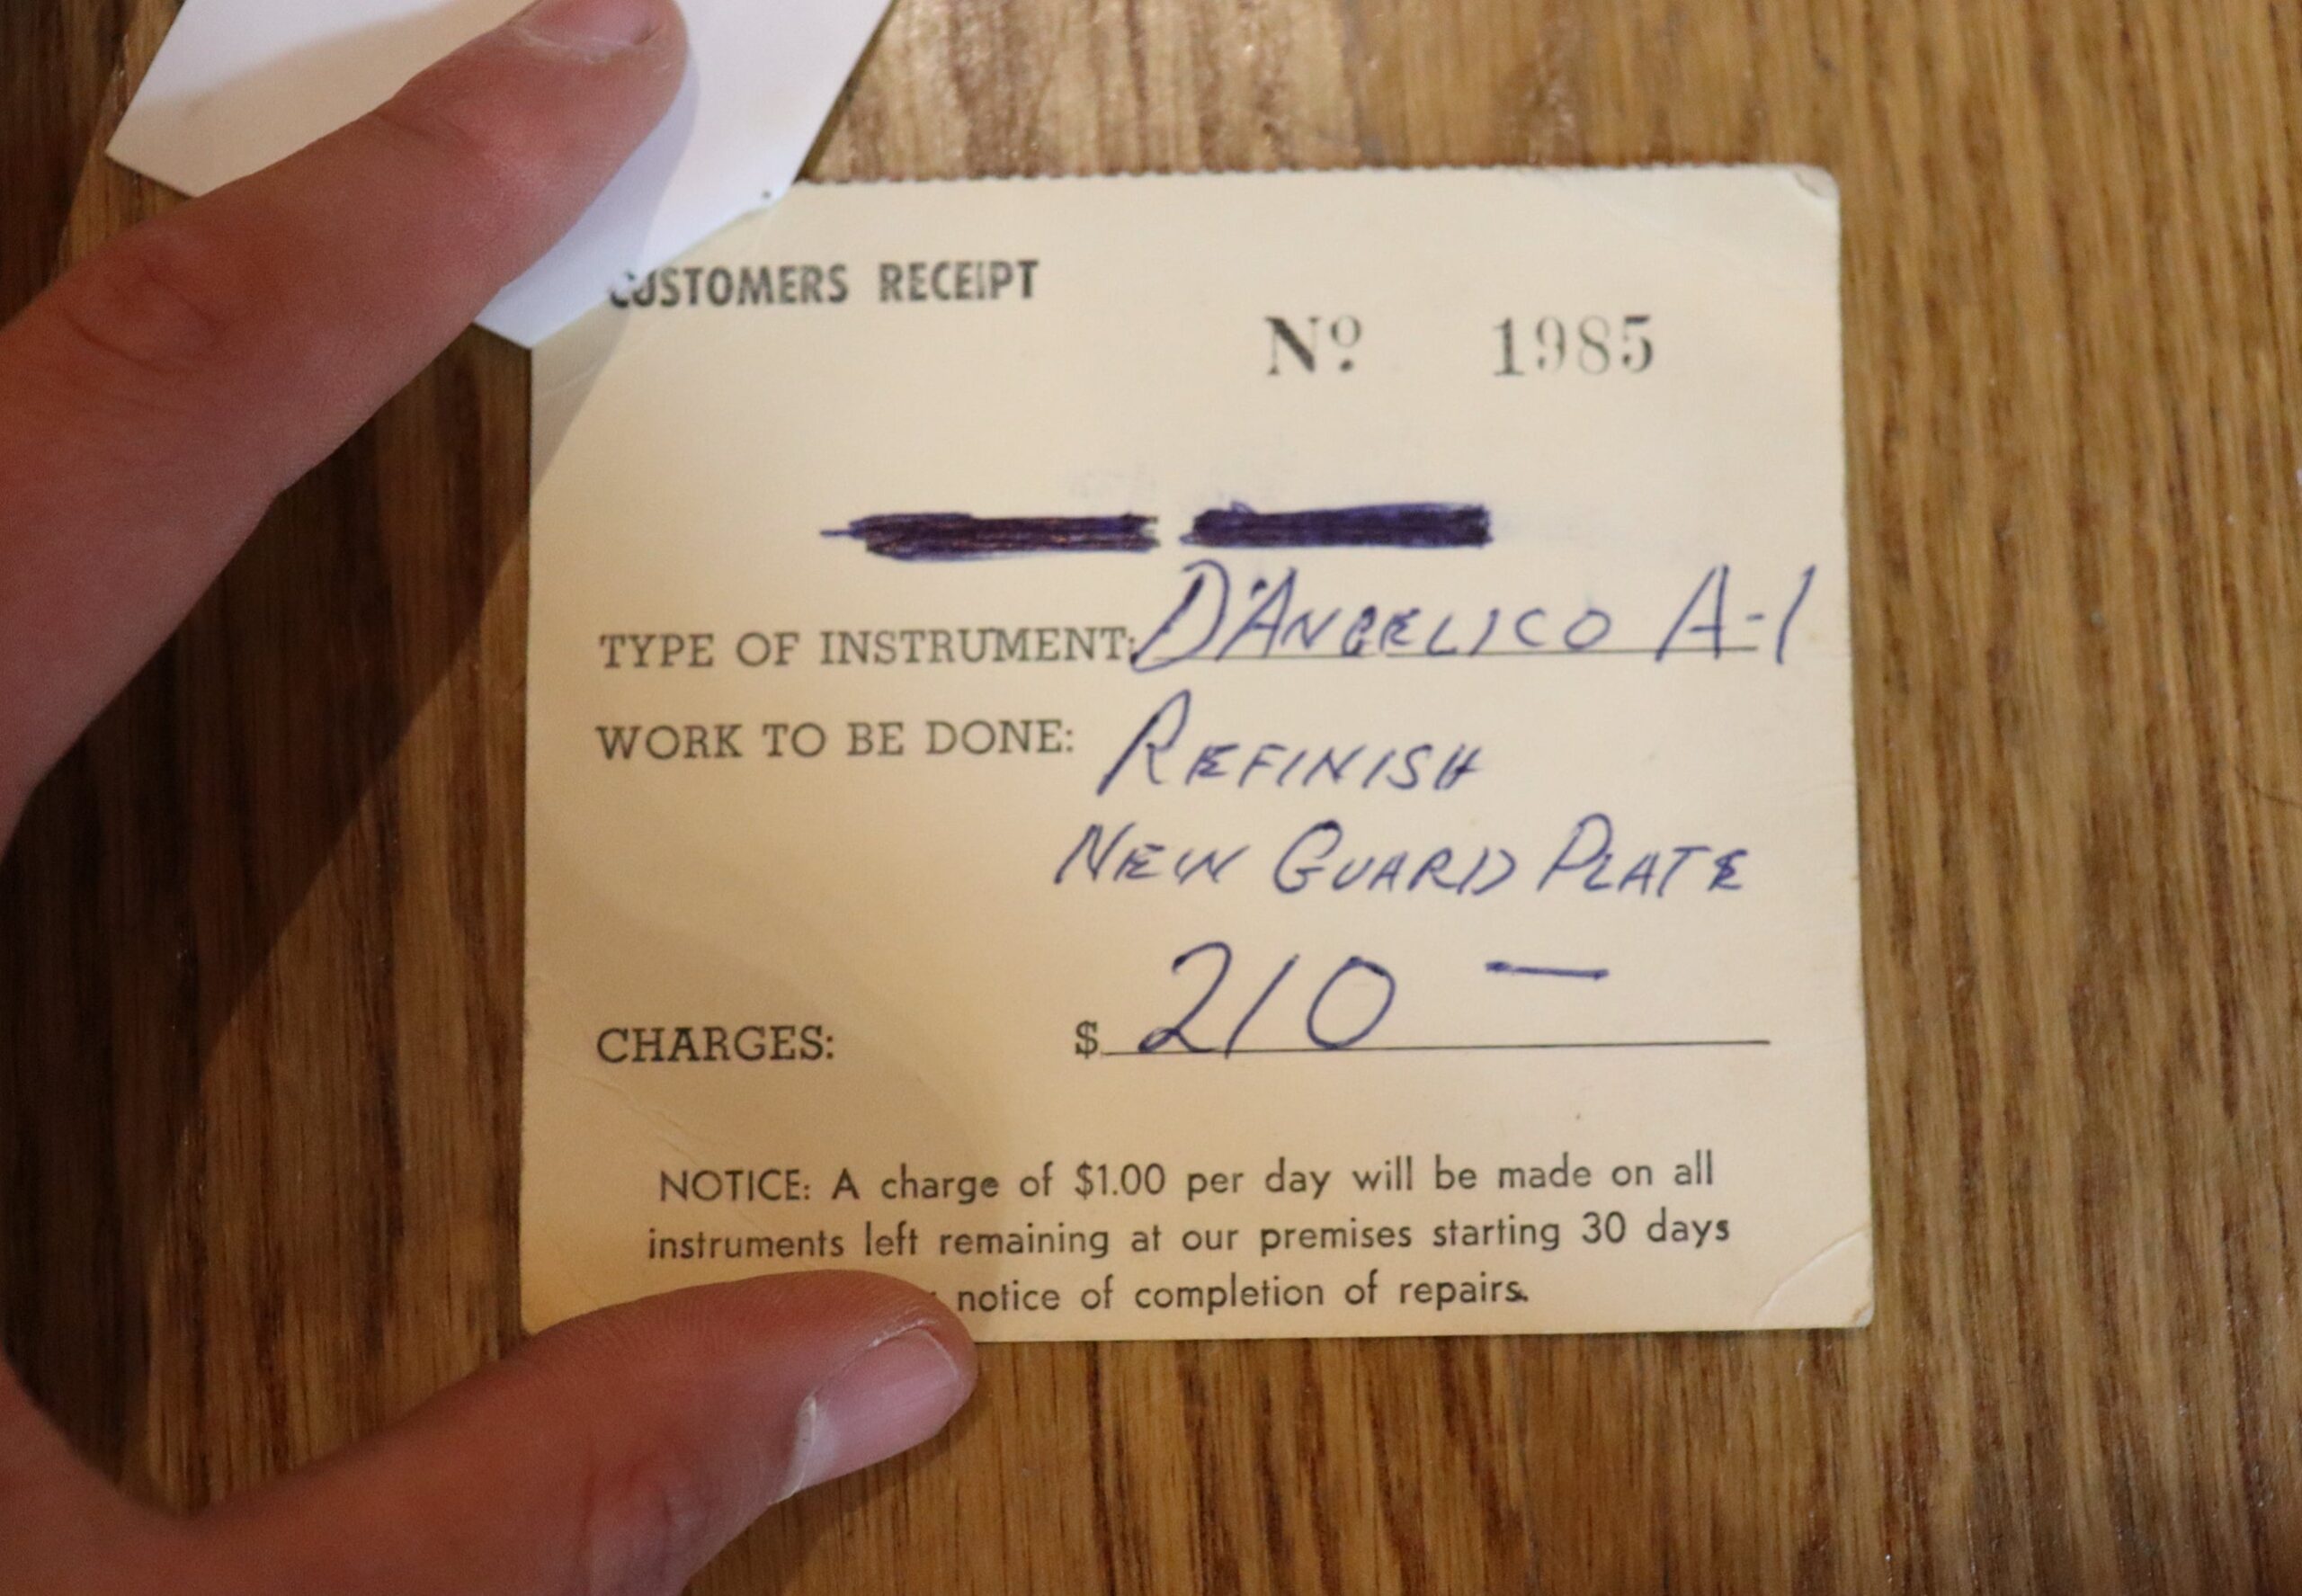 CUSTOMERS RECEIPT
Nº 1985
TYPE OF INSTRUMENT: D'ANGELICO A-1
WORK TO BE DONE: REFINISH
NEW GUARD PLATE
CHARGES: $ 210 —
NOTICE: A charge of $1.00 per day will be made on all
instruments left remaining at our premises starting 30 days
notice of completion of repairs.